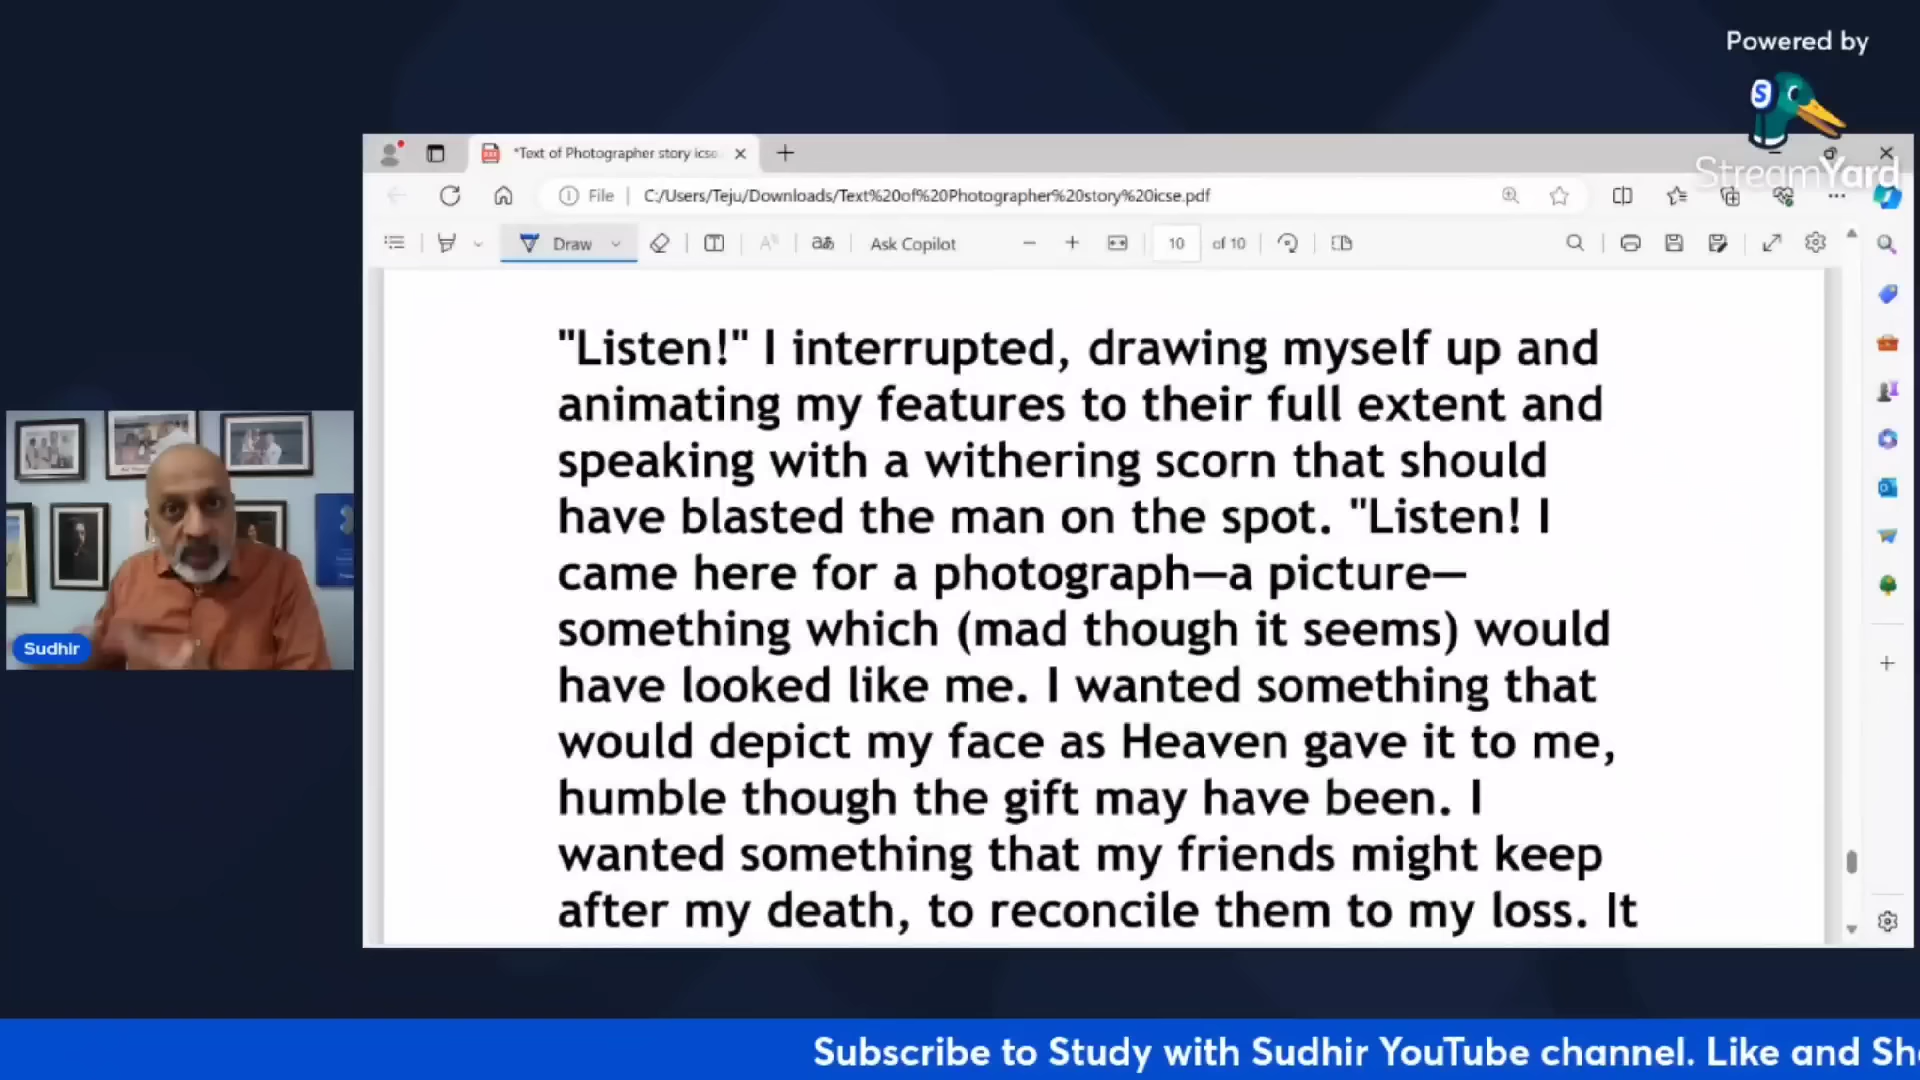 Powered by
StreamYard
*Text of Photographer story icse
File
C:/Users/Teju/Downloads/Text%20of%20Photographer%20story%20icse.pdf
Draw
aあ
Ask Copilot
10
of 10
"Listen!" I interrupted, drawing myself up and
animating my features to their full extent and
speaking with a withering scorn that should
have blasted the man on the spot. "Listen! I
came here for a photograph—a picture—
something which (mad though it seems) would
have looked like me. I wanted something that
would depict my face as Heaven gave it to me,
humble though the gift may have been. I
wanted something that my friends might keep
after my death, to reconcile them to my loss. It
Sudhir
Subscribe to Study with Sudhir YouTube channel. Like and Sh